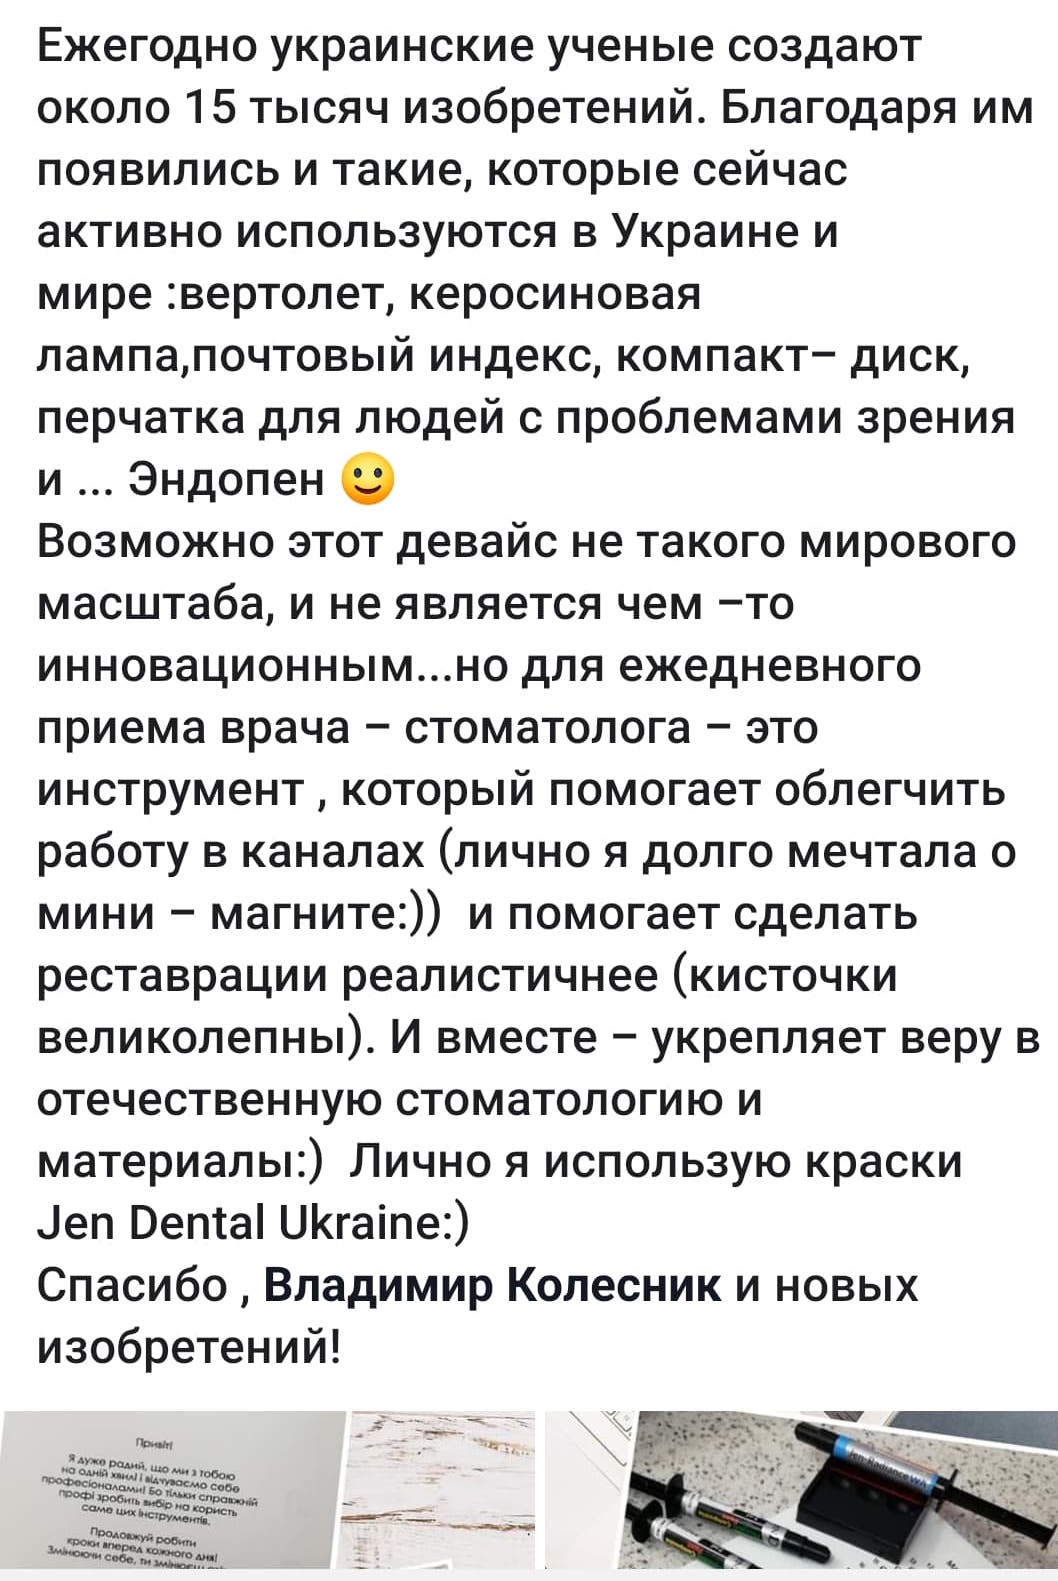 Ежегодно украинские ученые создают
около 15 тысяч изобретений. Благодаря им
появились и такие, которые сейчас
активно используются в Украине и
мире :вертолет, керосиновая
лампа,почтовый индекс, компакт– диск,
перчатка для людей с проблемами зрения
и ... Эндопен 🙂
Возможно этот девайс не такого мирового
масштаба, и не является чем –то
инновационным...но для ежедневного
приема врача – стоматолога – это
инструмент , который помогает облегчить
работу в каналах (лично я долго мечтала о
мини – магните:))  и помогает сделать
реставрации реалистичнее (кисточки
великолепны). И вместе – укрепляет веру в
отечественную стоматологию и
материалы:)  Лично я использую краски
Jen Dental Ukraine:)
Спасибо , Владимир Колесник и новых
изобретений!
Привіт!
Я дуже радий, що ми з тобою
на одній хвилі і відчуваємо себе
професіоналами! Бо тільки справжній
профі зробить вибір на користь
саме цих інструментів.
Продовжуй робити
кроки вперед кожного дня!
Змінюючи себе, ти
Jen-Radiance